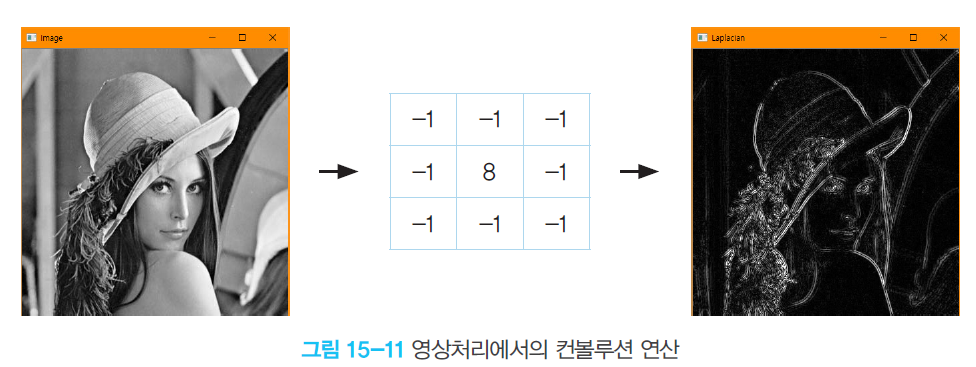 Image
Laplacian
-1 -1 -1
-1 8 -1
-1 -1 -1
그림 15-11 영상처리에서의 컨볼루션 연산